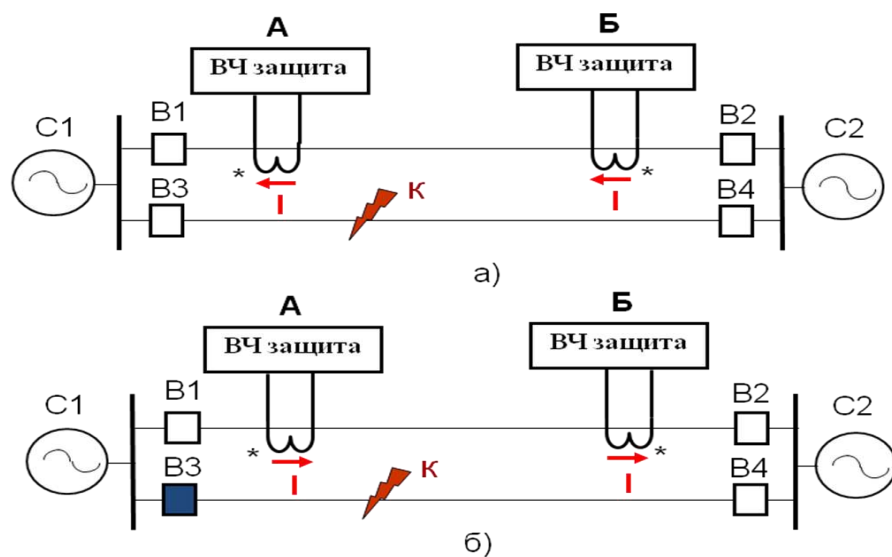 А Б
ВЧ защита ВЧ защита
В1 В2
С1 С2
* *
В3 К В4
I I
а)
А Б
ВЧ защита ВЧ защита
В1 В2
С1 С2
* *
В3 К В4
I I
б)